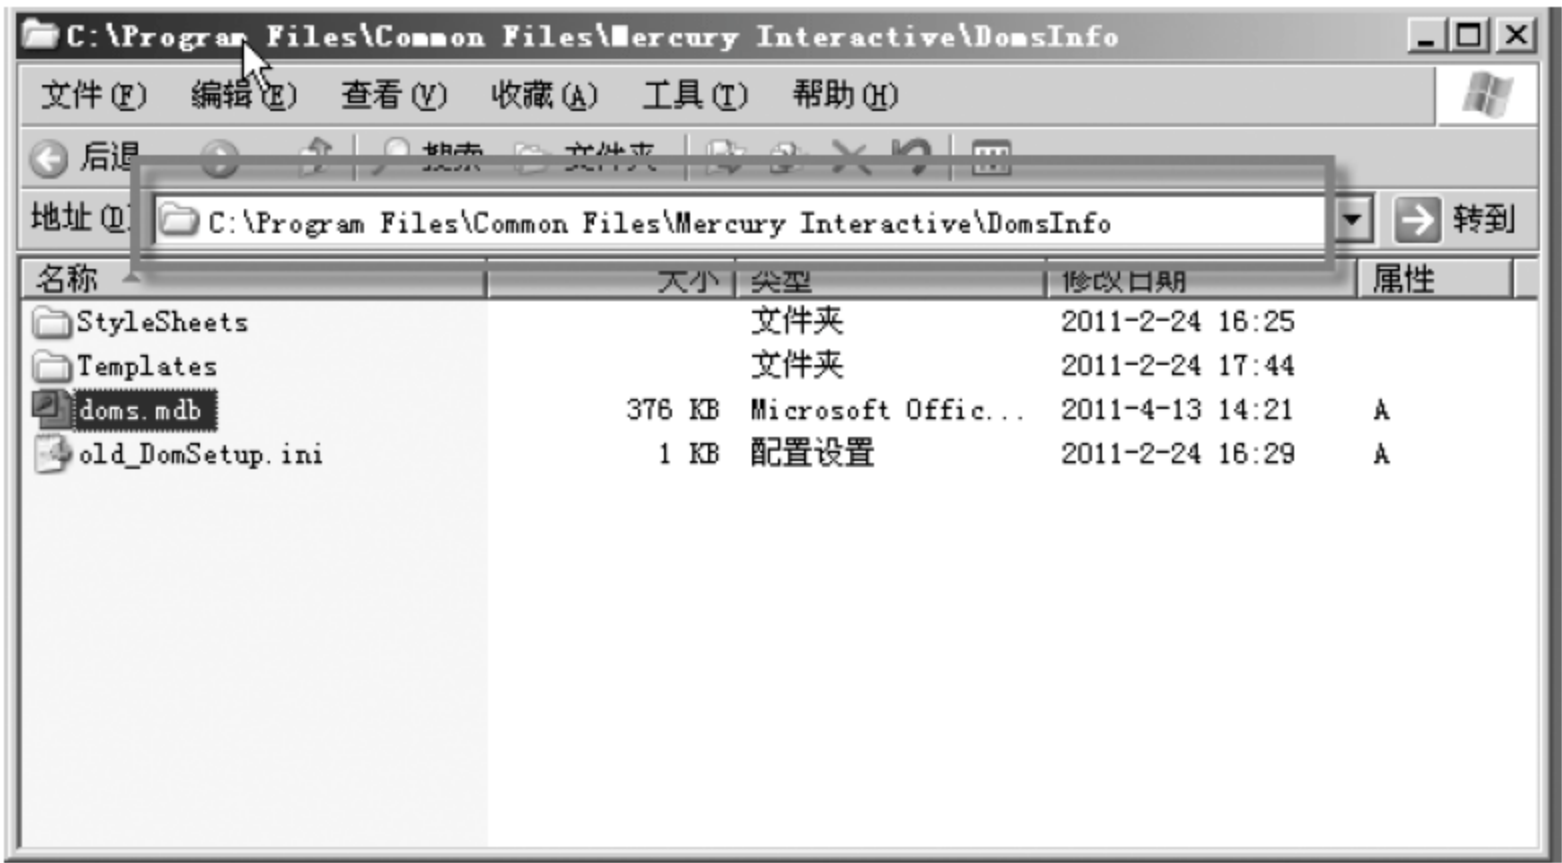 C:\Program Files\Common Files\Mercury Interactive\DomsInfo
文件(F) 编辑(E) 查看(V) 收藏(A) 工具(T) 帮助(H)
后退 搜索 文件夹
地址(D) C:\Program Files\Common Files\Mercury Interactive\DomsInfo 转到
名称 大小 类型 修改日期 属性
StyleSheets 文件夹 2011-2-24 16:25
Templates 文件夹 2011-2-24 17:44
doms.mdb 376 KB Microsoft Offic... 2011-4-13 14:21 A
old_DomSetup.ini 1 KB 配置设置 2011-2-24 16:29 A